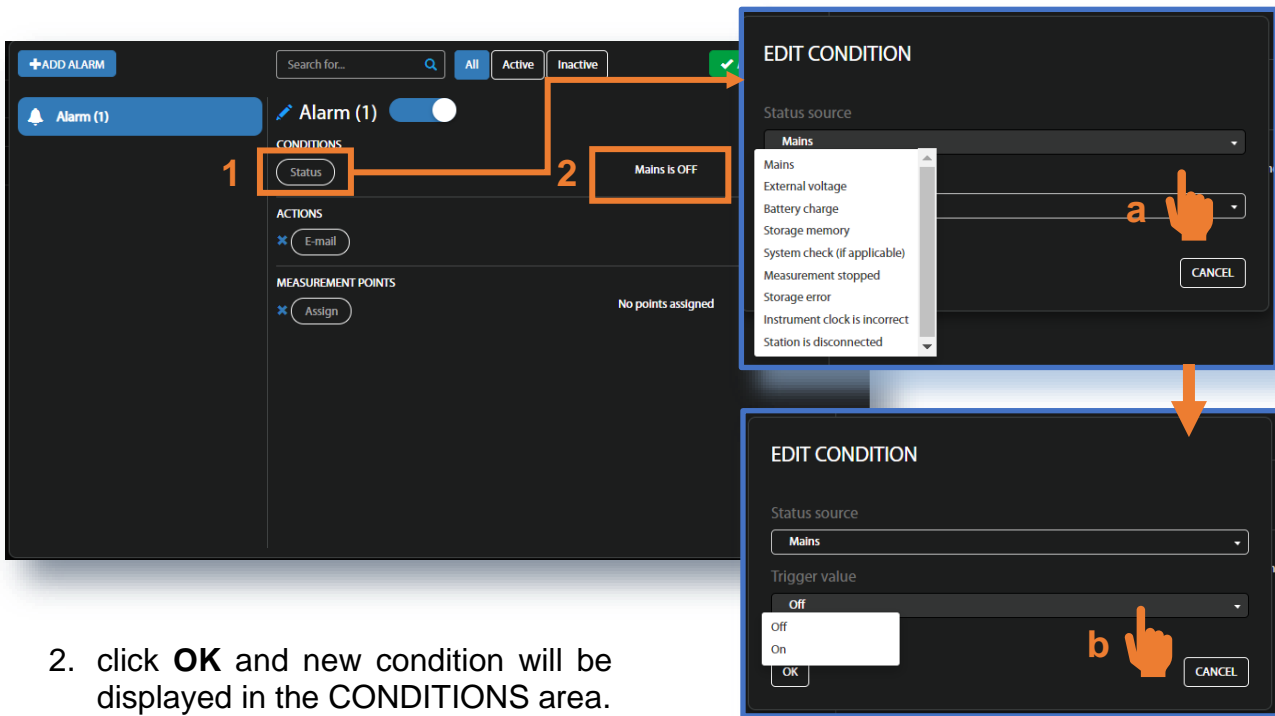 +ADD ALARM
Search for...
All
Active
Inactive
Alarm (1)
Alarm (1)
CONDITIONS
1
Status
2
Mains is OFF
ACTIONS
E-mail
MEASUREMENT POINTS
Assign
No points assigned
EDIT CONDITION
Status source
Mains
Mains
External voltage
Battery charge
Storage memory
System check (if applicable)
Measurement stopped
Storage error
Instrument clock is incorrect
Station is disconnected
a
CANCEL
EDIT CONDITION
Status source
Mains
Trigger value
Off
Off
On
b
OK
CANCEL
2. click OK and new condition will be
displayed in the CONDITIONS area.